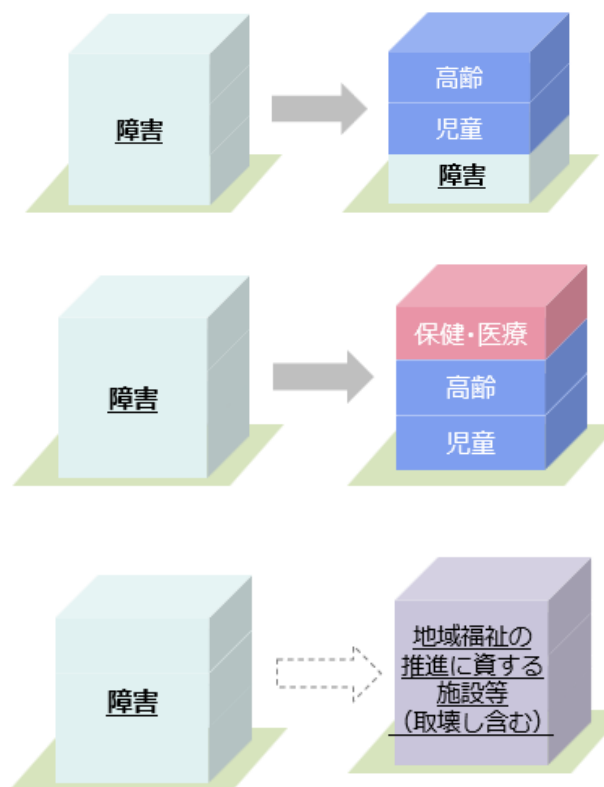 障害
高齢
児童
障害
障害
保健・医療
高齢
児童
障害
地域福祉の
推進に資する
施設等
（取壊し含む）